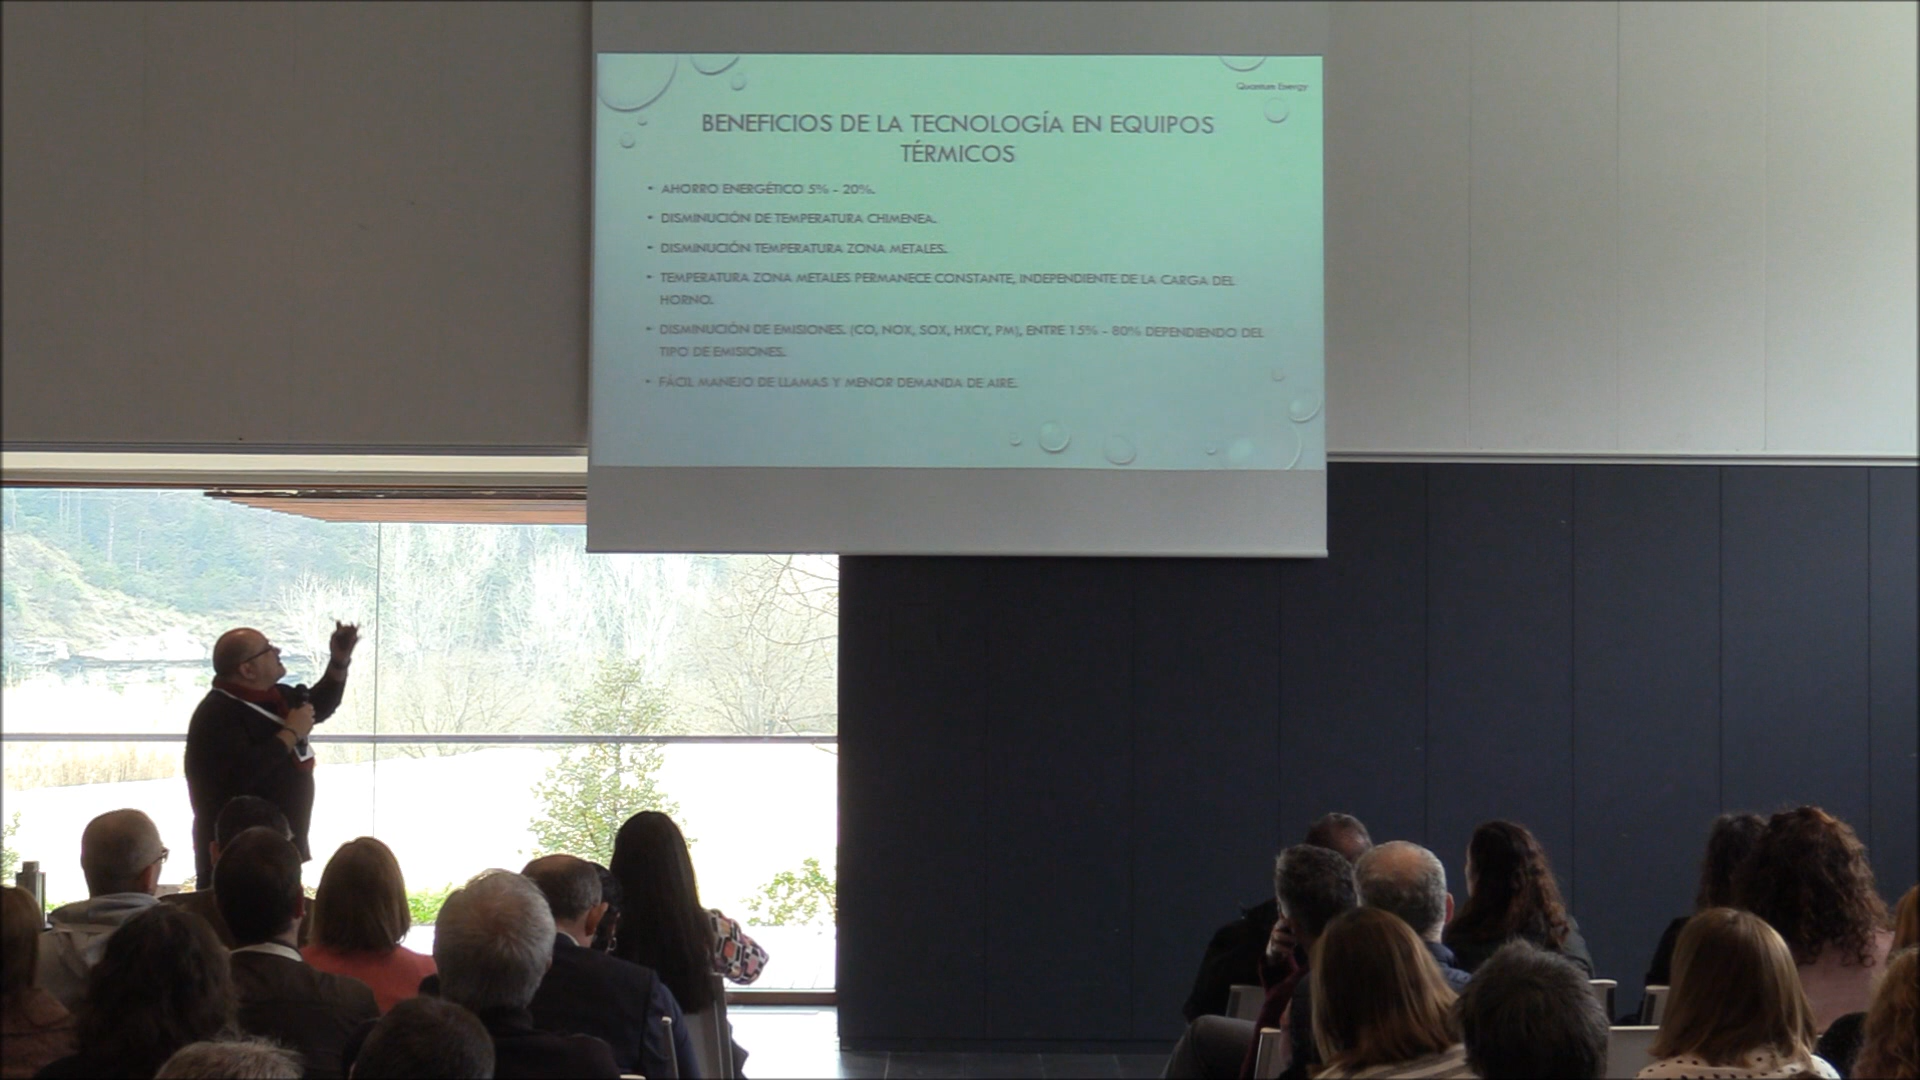 Quantum Energy
BENEFICIOS DE LA TECNOLOGÍA EN EQUIPOS
TÉRMICOS
• AHORRO ENERGÉTICO 5% – 20%.
• DISMINUCIÓN DE TEMPERATURA CHIMENEA.
• DISMINUCIÓN TEMPERATURA ZONA METALES.
• TEMPERATURA ZONA METALES PERMANECE CONSTANTE, INDEPENDIENTE DE LA CARGA DEL
HORNO.
• DISMINUCIÓN DE EMISIONES. (CO, NOX, SOX, HXCY, PM), ENTRE 15% – 80% DEPENDIENDO DEL
TIPO DE EMISIONES.
• FÁCIL MANEJO DE LLAMAS Y MENOR DEMANDA DE AIRE.